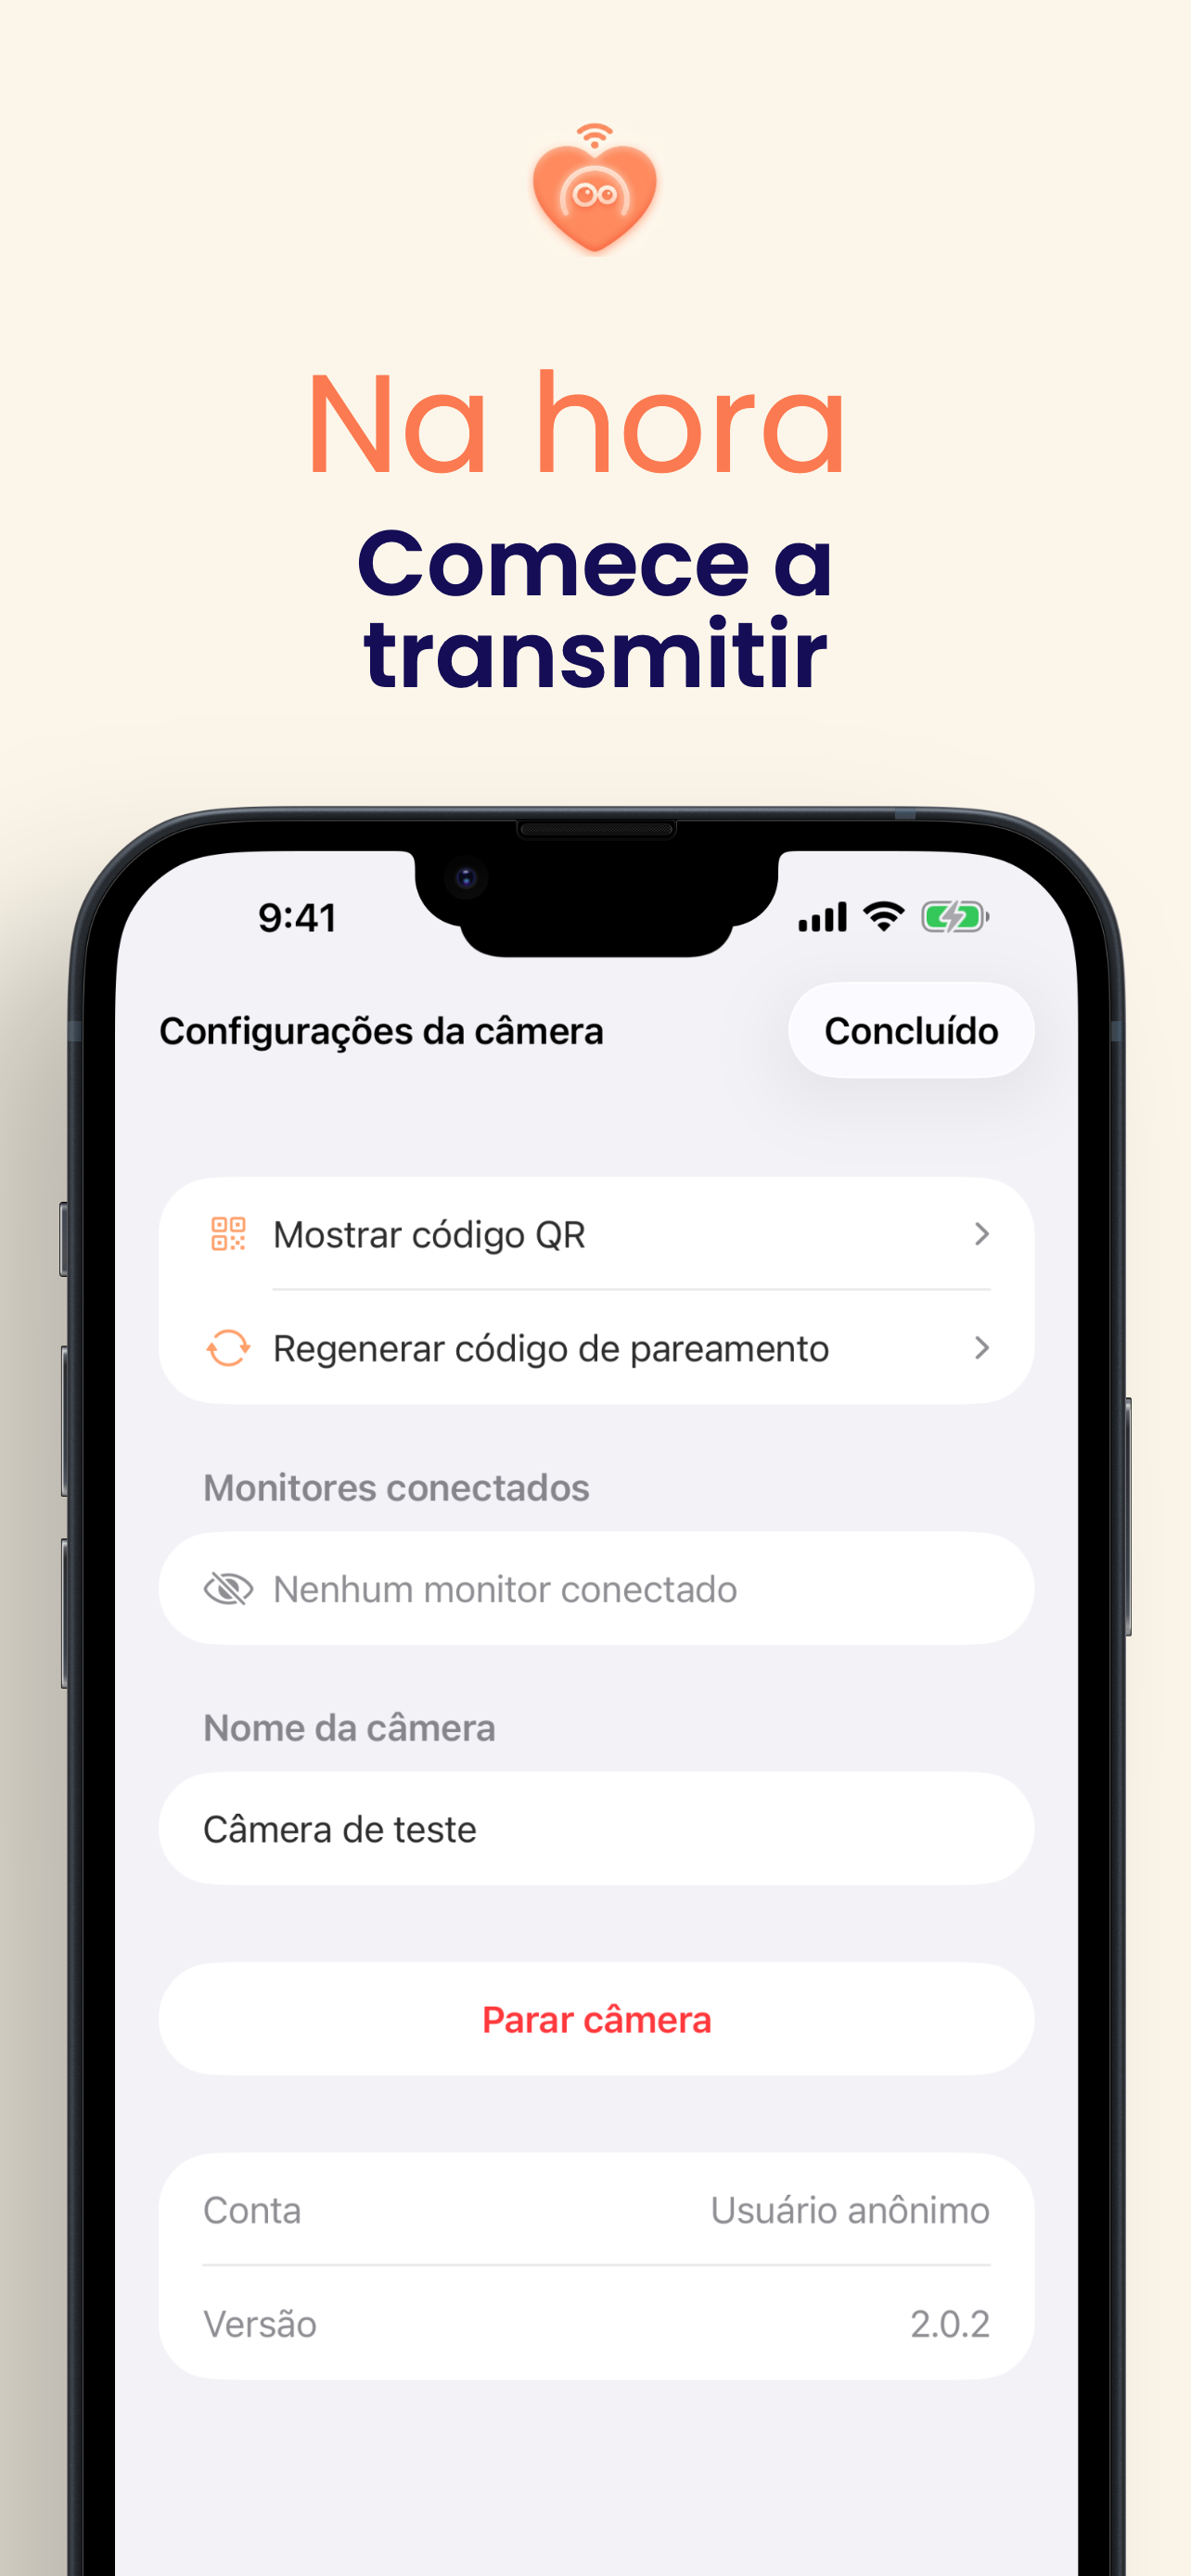 Na hora
Comece a
transmitir
9:41
Configurações da câmera
Concluído
Mostrar código QR
Regenerar código de pareamento
Monitores conectados
Nenhum monitor conectado
Nome da câmera
Câmera de teste
Parar câmera
Conta
Usuário anônimo
Versão
2.0.2